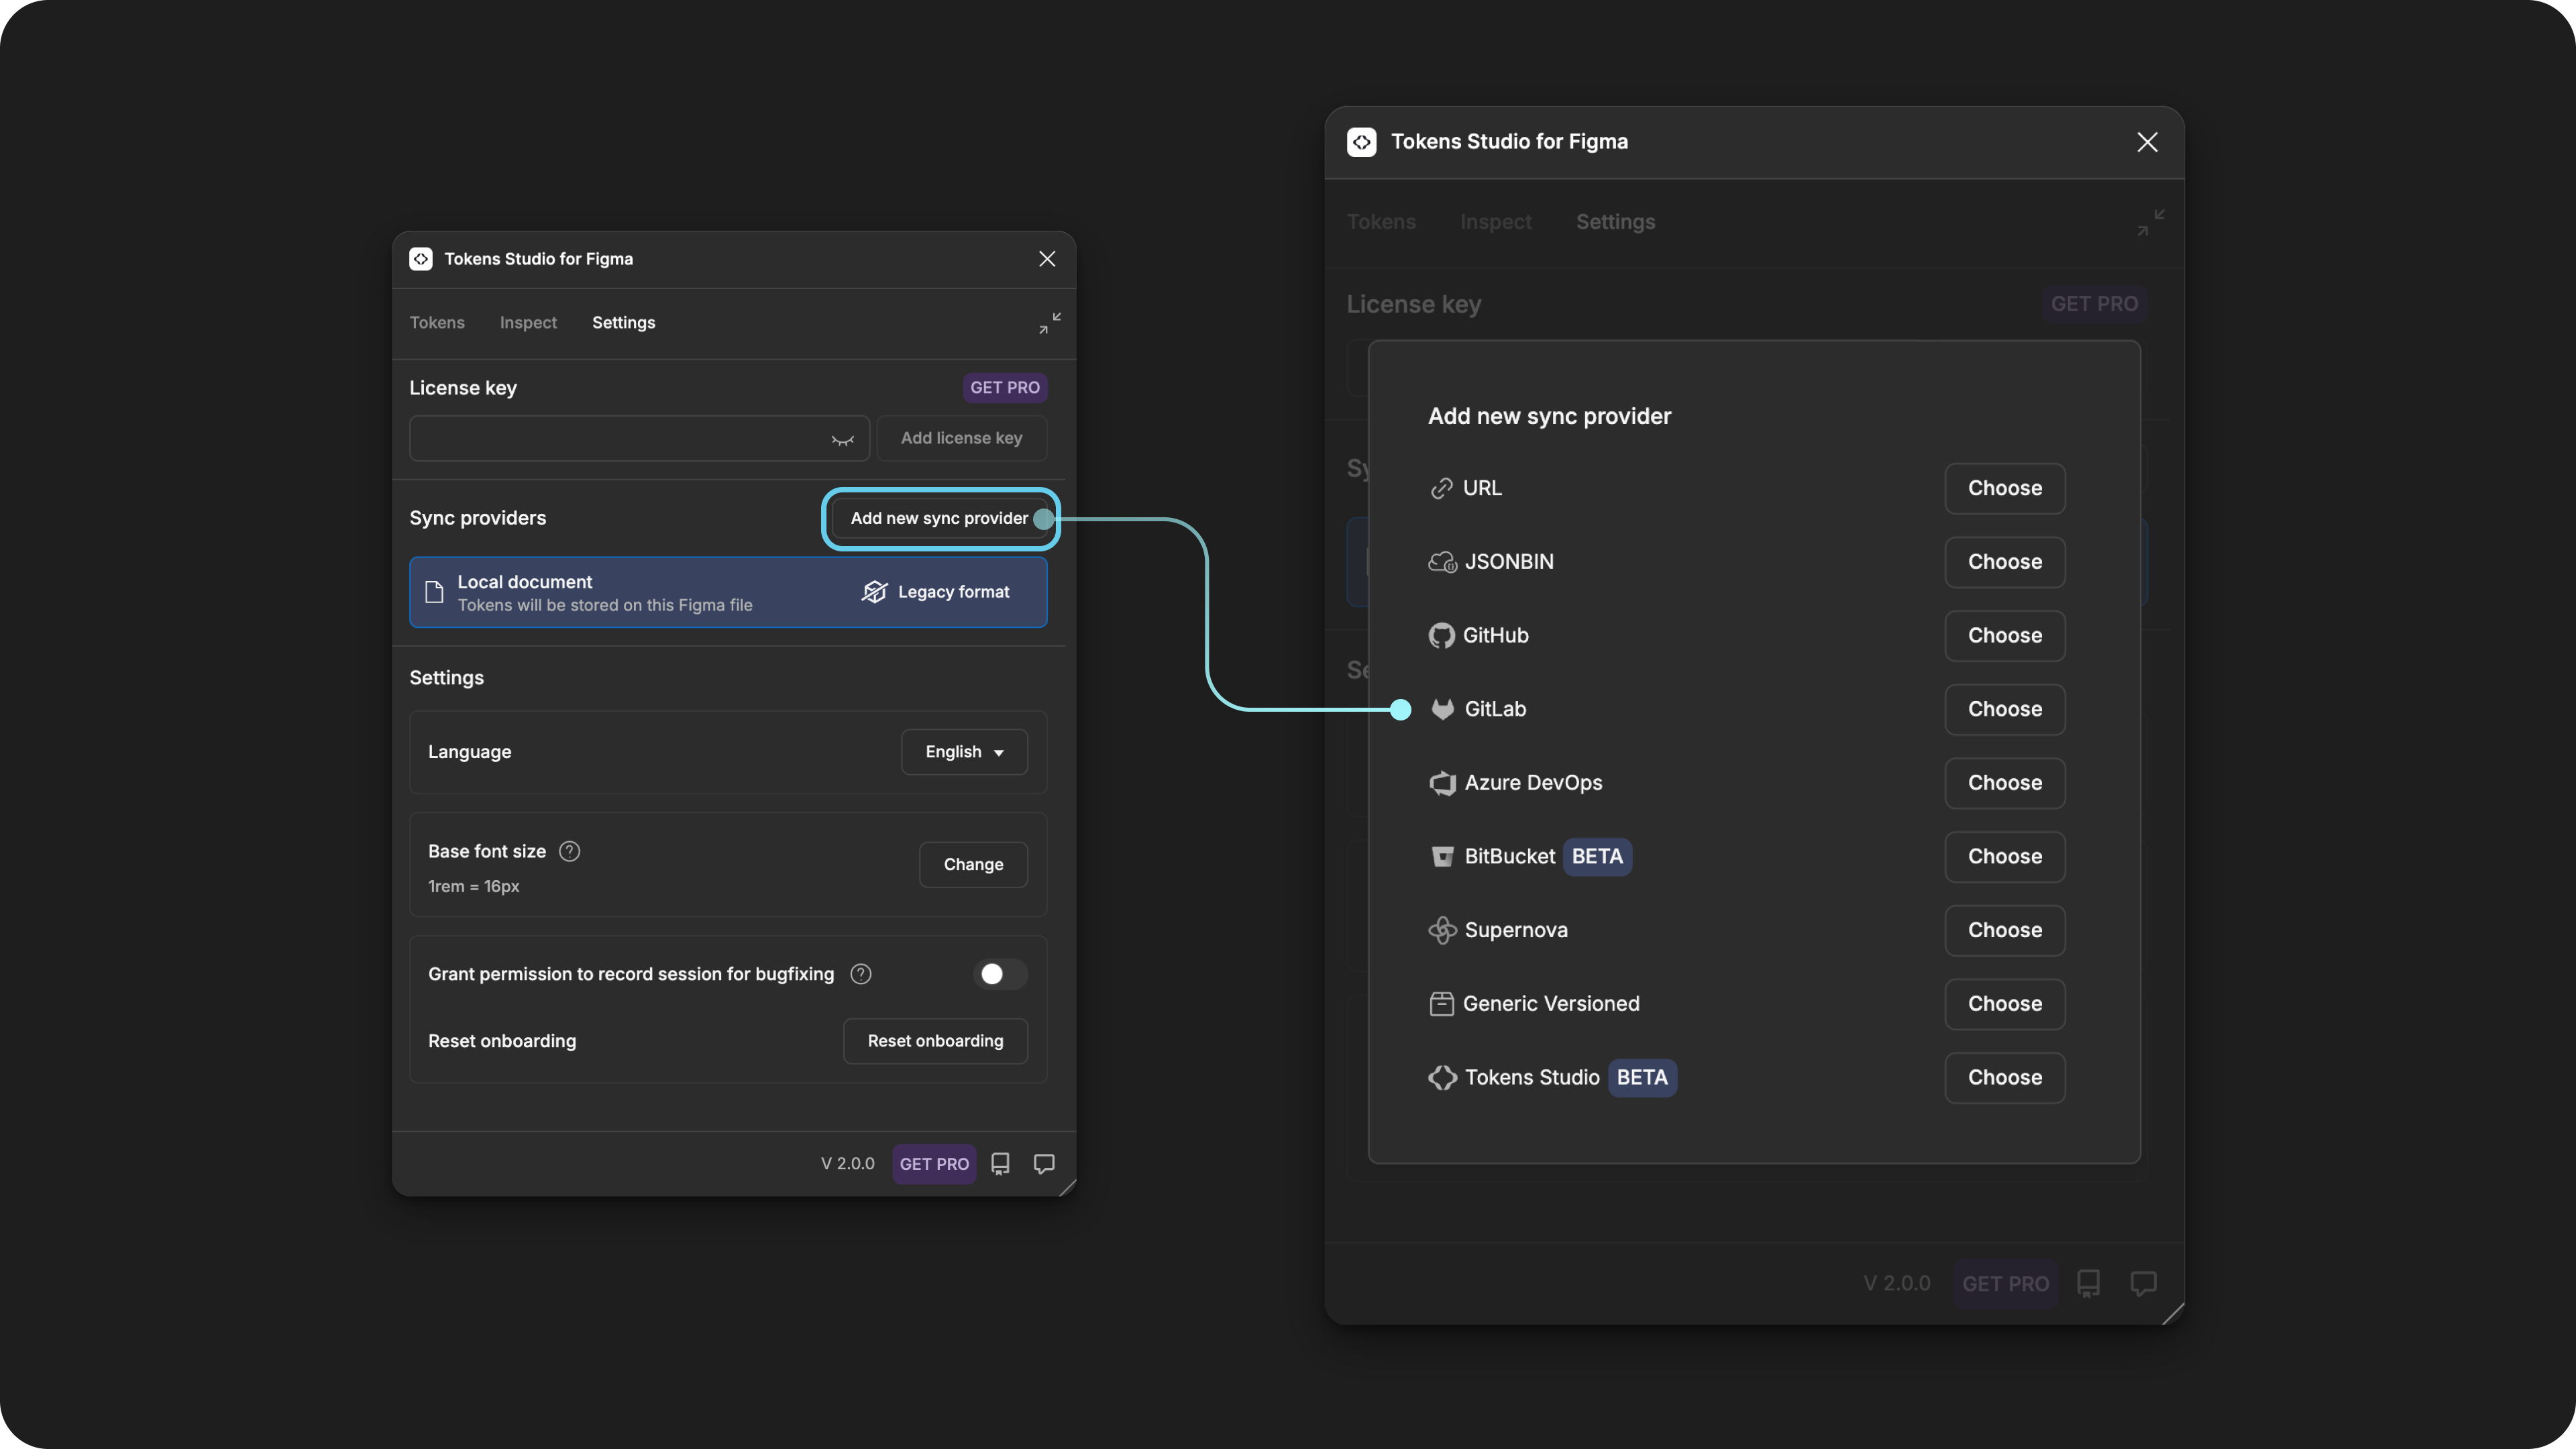 Tokens Studio for Figma
Tokens Inspect Settings
License key GET PRO
Add license key
Sync providers Add new sync provider
Local document
Tokens will be stored on this Figma file
Legacy format
Settings
Language English
Base font size ?
1rem = 16px
Change
Grant permission to record session for bugfixing ?
Reset onboarding Reset onboarding
V 2.0.0 GET PRO
Tokens Studio for Figma
Tokens Inspect Settings
License key GET PRO
Sy
Se
Add new sync provider
URL Choose
JSONBIN Choose
GitHub Choose
GitLab Choose
Azure DevOps Choose
BitBucket BETA Choose
Supernova Choose
Generic Versioned Choose
Tokens Studio BETA Choose
V 2.0.0 GET PRO